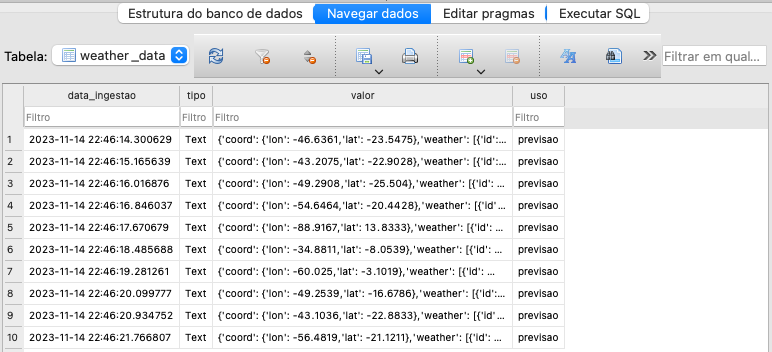 Estrutura do banco de dados Navegar dados Editar pragmas Executar SQL
Tabela: weather_data Filtrar em qual...
data_ingestao tipo valor uso
Filtro Filtro Filtro Filtro
1 2023-11-14 22:46:14.300629 Text {'coord': {'lon': -46.6361,'lat': -23.5475},'weather': [{'id':... previsao
2 2023-11-14 22:46:15.165639 Text {'coord': {'lon': -43.2075,'lat': -22.9028},'weather': [{'id':... previsao
3 2023-11-14 22:46:16.016876 Text {'coord': {'lon': -49.2908,'lat': -25.504},'weather': [{'id': ... previsao
4 2023-11-14 22:46:16.846037 Text {'coord': {'lon': -54.6464,'lat': -20.4428},'weather': [{'id'... previsao
5 2023-11-14 22:46:17.670679 Text {'coord': {'lon': -88.9167,'lat': 13.8333},'weather': [{'id': ... previsao
6 2023-11-14 22:46:18.485688 Text {'coord': {'lon': -34.8811,'lat': -8.0539},'weather': [{'id': ... previsao
7 2023-11-14 22:46:19.281261 Text {'coord': {'lon': -60.025,'lat': -3.1019},'weather': [{'id': ... previsao
8 2023-11-14 22:46:20.099777 Text {'coord': {'lon': -49.2539,'lat': -16.6786},'weather': [{'id':... previsao
9 2023-11-14 22:46:20.934752 Text {'coord': {'lon': -43.1036,'lat': -22.8833},'weather': [{'id':... previsao
10 2023-11-14 22:46:21.766807 Text {'coord': {'lon': -56.4819,'lat': -21.1211},'weather': [{'id':... previsao